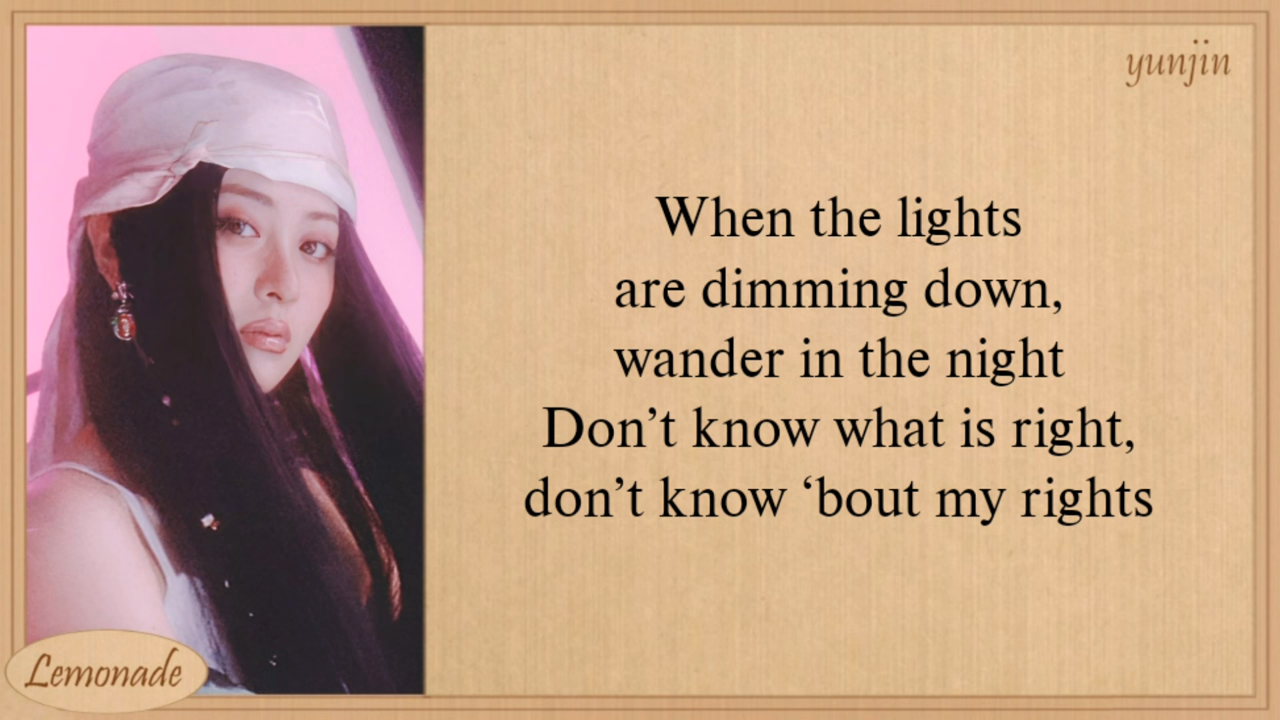 yunjin
When the lights
are dimming down,
wander in the night
Don’t know what is right,
don’t know ‘bout my rights
Lemonade